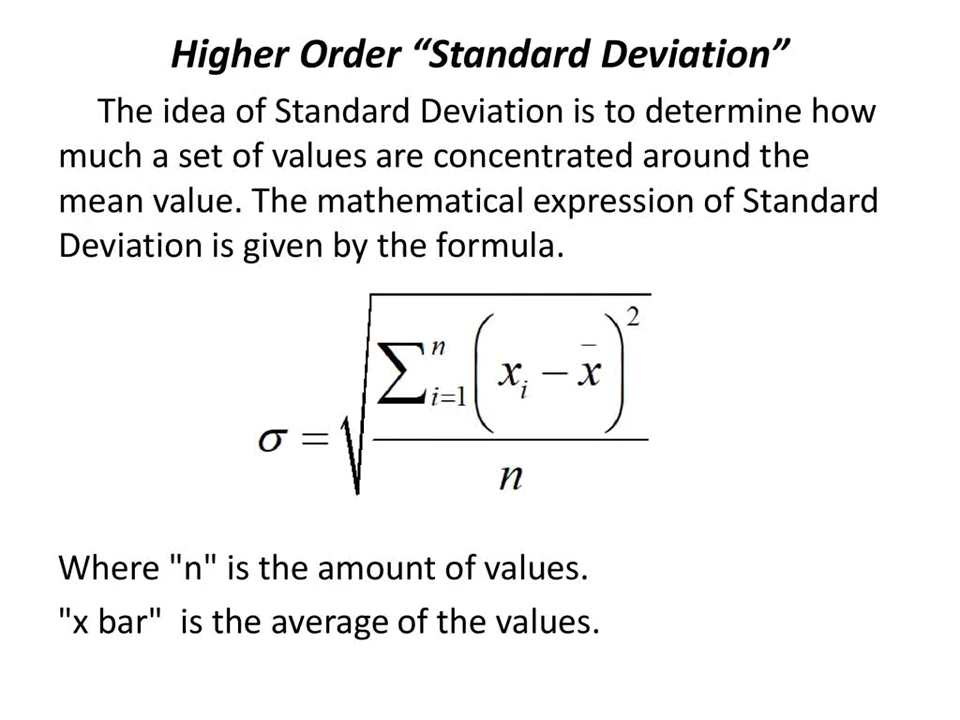 Higher Order “Standard Deviation”
The idea of Standard Deviation is to determine how
much a set of values are concentrated around the
mean value. The mathematical expression of Standard
Deviation is given by the formula.
σ = √(∑ⁿᵢ₌₁ (xᵢ − x̄)² / n)
Where "n" is the amount of values.
"x bar" is the average of the values.